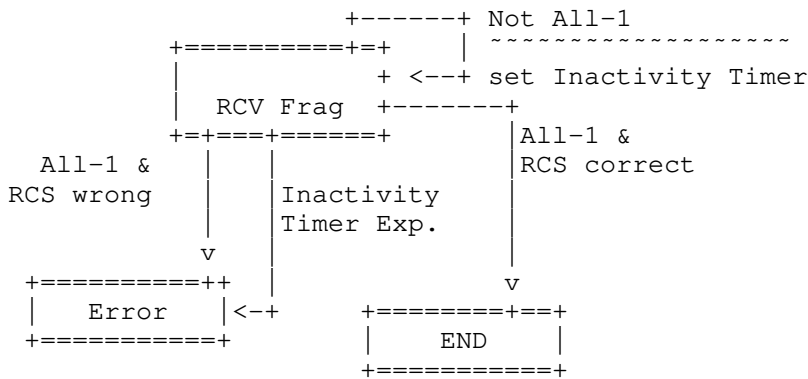 Not All-1
~~~~~~~~~~~~~~~~~~~
set Inactivity Timer
RCV Frag
All-1 &
RCS wrong
Inactivity
Timer Exp.
All-1 &
RCS correct
Error
END